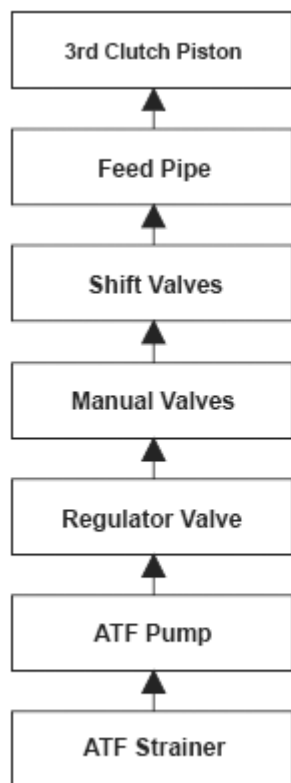 3rd Clutch Piston
Feed Pipe
Shift Valves
Manual Valves
Regulator Valve
ATF Pump
ATF Strainer